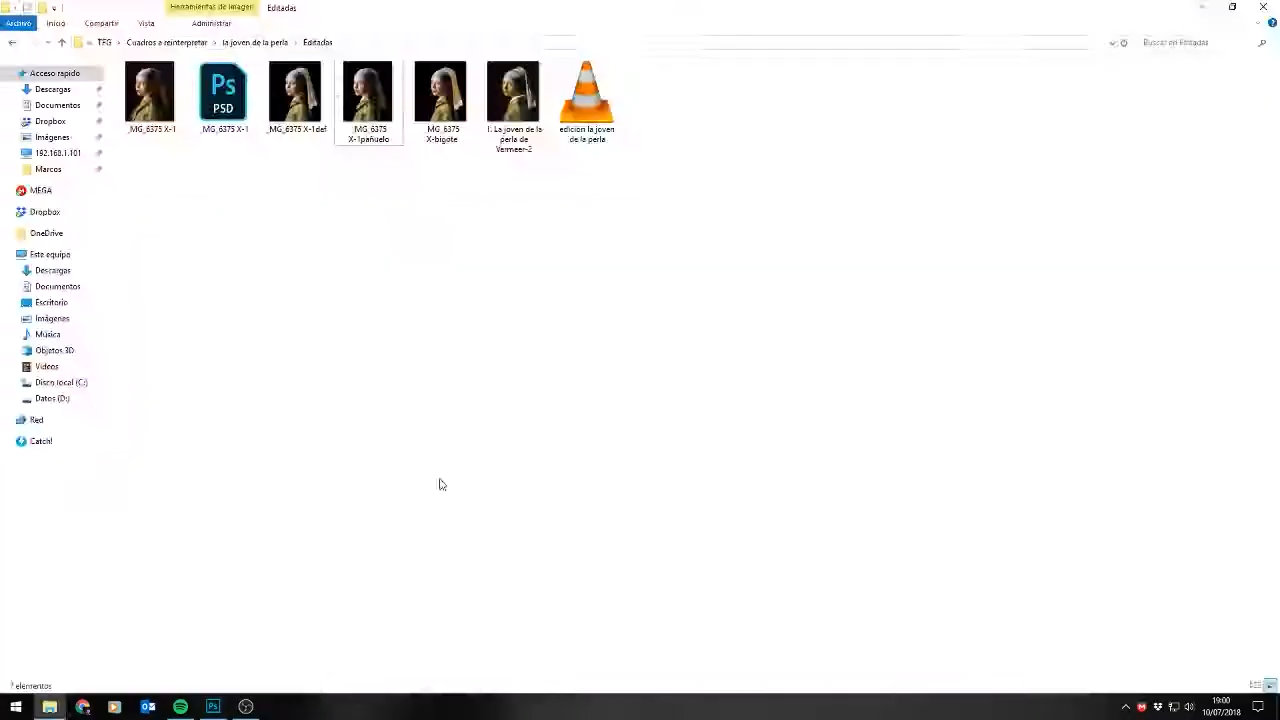 Herramientas de imagen Editadas
Archivo Inicio Compartir Vista Administrar
TFG › Cuadros a reinterpretar › la joven de la perla › Editadas
Buscar en Editadas
Acceso rápido
Descargas
Documentos
Dropbox
Imágenes
192.168.1.101
Marcos
MEGA
Dropbox
OneDrive
Este equipo
Descargas
Documentos
Escritorio
Imágenes
Música
Objetos 3D
Vídeos
Disco local (C:)
Datos (D:)
Red
Catch!
Ps
PSD
_MG_6375 X-1
_MG_6375 X-1
_MG_6375 X-1def
_MG_6375
X-1pañuelo
_MG_6375
X-bigote
La joven de la
perla de
Vermeer-2
edición la joven
de la perla
elementos
Ps
19:00
10/07/2018